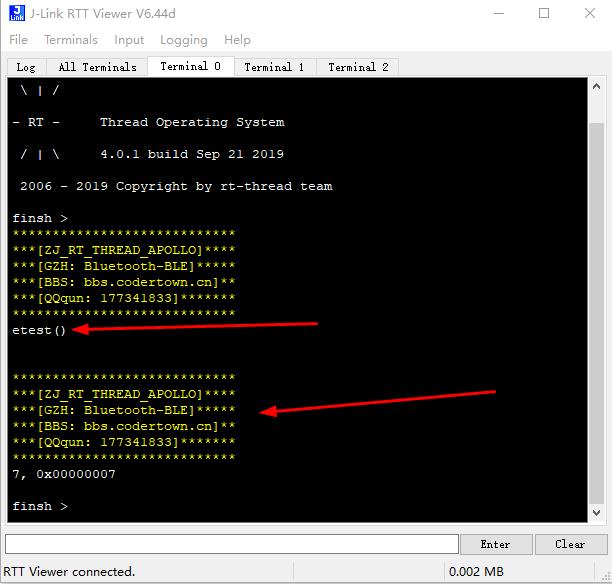 J-Link RTT Viewer V6.44d
File Terminals Input Logging Help
Log All Terminals Terminal 0 Terminal 1 Terminal 2
\ | /
- RT - Thread Operating System
/ | \ 4.0.1 build Sep 21 2019
2006 - 2019 Copyright by rt-thread team
finsh >
****************************
***[ZJ_RT_THREAD_APOLLO]****
***[GZH: Bluetooth-BLE]*****
***[BBS: bbs.codertown.cn]**
***[QQqun: 177341833]*******
****************************
etest()
****************************
***[ZJ_RT_THREAD_APOLLO]****
***[GZH: Bluetooth-BLE]*****
***[BBS: bbs.codertown.cn]**
***[QQqun: 177341833]*******
****************************
7, 0x00000007
finsh >
Enter Clear
RTT Viewer connected. 0.002 MB